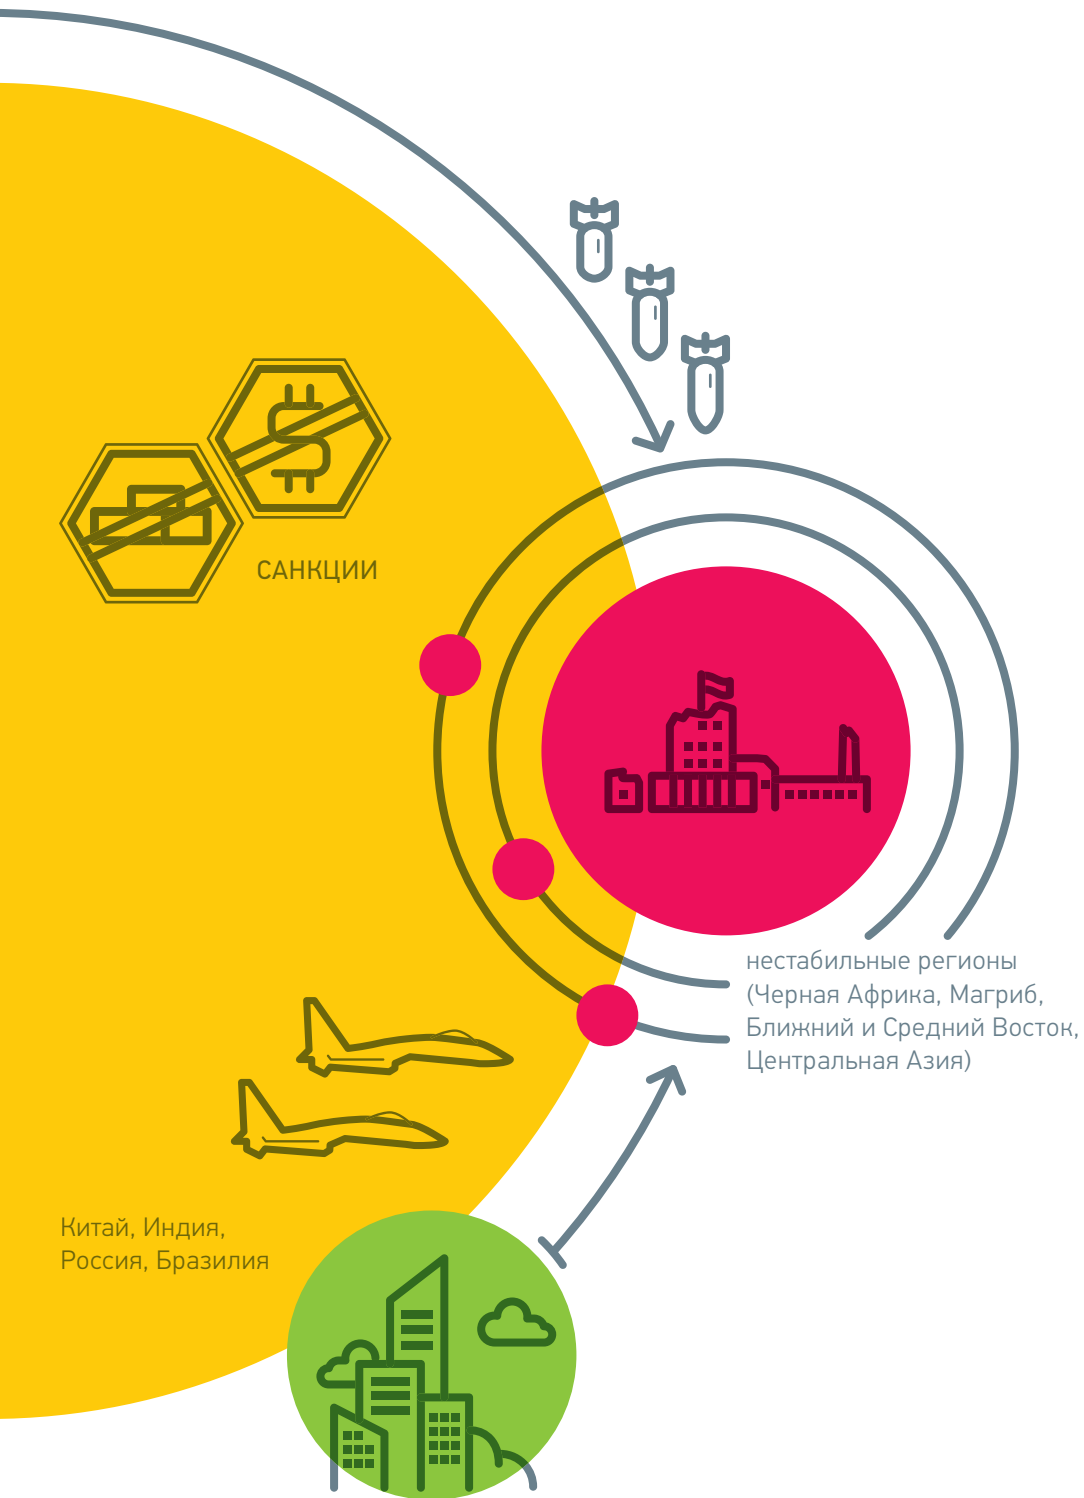 САНКЦИИ
нестабильные регионы
(Черная Африка, Магриб,
Ближний и Средний Восток,
Центральная Азия)
Китай, Индия,
Россия, Бразилия